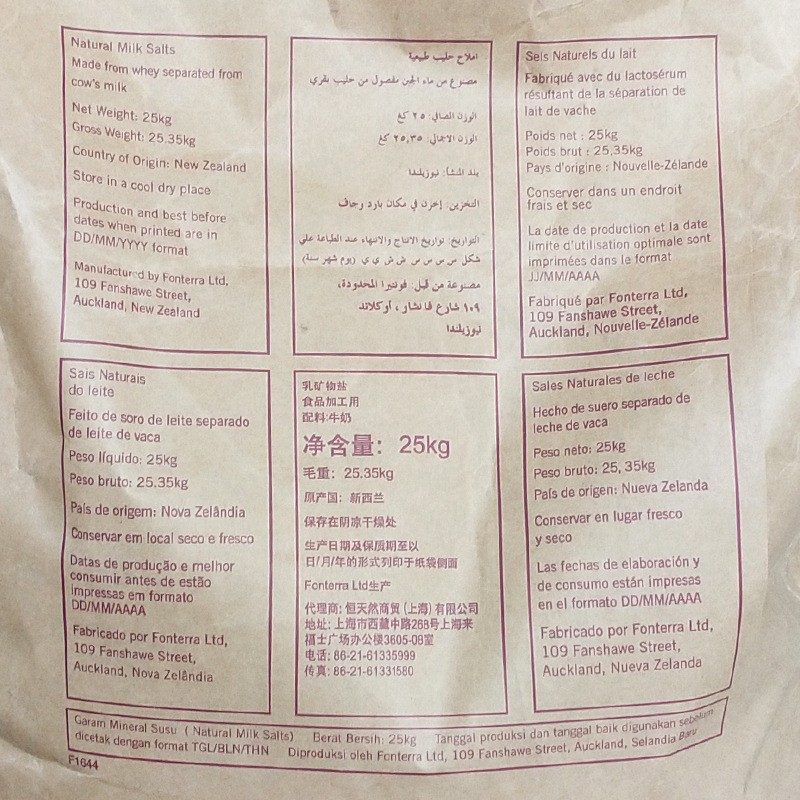 Natural Milk Salts
Made from whey separated from
cow's milk
Net Weight: 25kg
Gross Weight: 25.35kg
Country of Origin: New Zealand
Store in a cool dry place
Production and best before
dates when printed are in
DD/MM/YYYY format
Manufactured by Fonterra Ltd,
109 Fanshawe Street,
Auckland, New Zealand
املاح حليب طبيعية
مصنوع من ماء الجبن مفصول من حليب بقري
الوزن الصافي: ٢٥ كغ
الوزن الاجمالي: ٢٥,٣٥ كغ
بلد المنشأ: نيوزيلندا
التخزين: إخزن في مكان بارد وجاف
التواريخ: تواريخ الانتاج والانتهاء عند الطباعة على
شكل س س س س ش ش ي ي (يوم شهر سنة)
مصنوعة من قبل: فونتيرا المحدودة،
١٠٩ شارع فانشار، أوكلاند
نيوزيلندا
Sels Naturels du lait
Fabriqué avec du lactosérum
résultant de la séparation de
lait de vache
Poids net : 25kg
Poids brut : 25,35kg
Pays d'origine : Nouvelle-Zélande
Conserver dans un endroit
frais et sec
La date de production et la date
limite d'utilisation optimale sont
imprimées dans le format
JJ/MM/AAAA
Fabriqué par Fonterra Ltd,
109 Fanshawe Street,
Auckland, Nouvelle-Zélande
Sais Naturais
do leite
Feito de soro de leite separado
de leite de vaca
Peso líquido: 25kg
Peso bruto: 25.35kg
País de origem: Nova Zelândia
Conservar em local seco e fresco
Datas de produção e melhor
consumir antes de estão
impressas em formato
DD/MM/AAAA
Fabricado por Fonterra Ltd,
109 Fanshawe Street,
Auckland, Nova Zelândia
乳矿物盐
食品加工用
配料:牛奶
净含量：25kg
毛重：25.35kg
原产国：新西兰
保存在阴凉干燥处
生产日期及保质期至以
日/月/年的形式列印于纸袋侧面
Fonterra Ltd生产
代理商: 恒天然商贸 (上海) 有限公司
地址: 上海市西藏中路268号上海来
福士广场办公楼3605-08室
电话: 86-21-61335999
传真: 86-21-61331580
Sales Naturales de leche
Hecho de suero separado de
leche de vaca
Peso neto: 25kg
Peso bruto: 25, 35kg
País de origen: Nueva Zelanda
Conservar en lugar fresco
y seco
Las fechas de elaboración y
de consumo están impresas
en el formato DD/MM/AAAA
Fabricado por Fonterra Ltd,
109 Fanshawe Street,
Auckland, Nueva Zelanda
Garam Mineral Susu ( Natural Milk Salts) Berat Bersih: 25kg Tanggal produksi dan tanggal baik digunakan sebelum
dicetak dengan format TGL/BLN/THN Diproduksi oleh Fonterra Ltd, 109 Fanshawe Street, Auckland, Selandia Baru
F1644